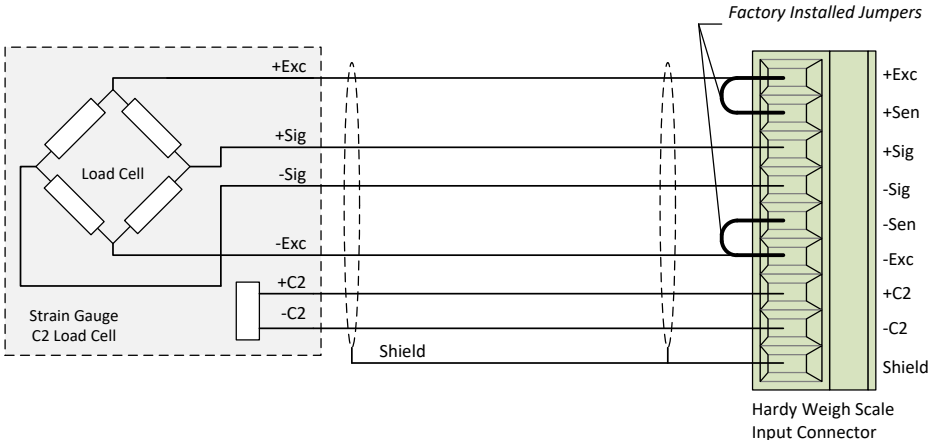 Factory Installed Jumpers
+Exc
+Sig
Load Cell
-Sig
-Exc
+C2
-C2
Strain Gauge
C2 Load Cell
Shield
+Exc
+Sen
+Sig
-Sig
-Sen
-Exc
+C2
-C2
Shield
Hardy Weigh Scale
Input Connector